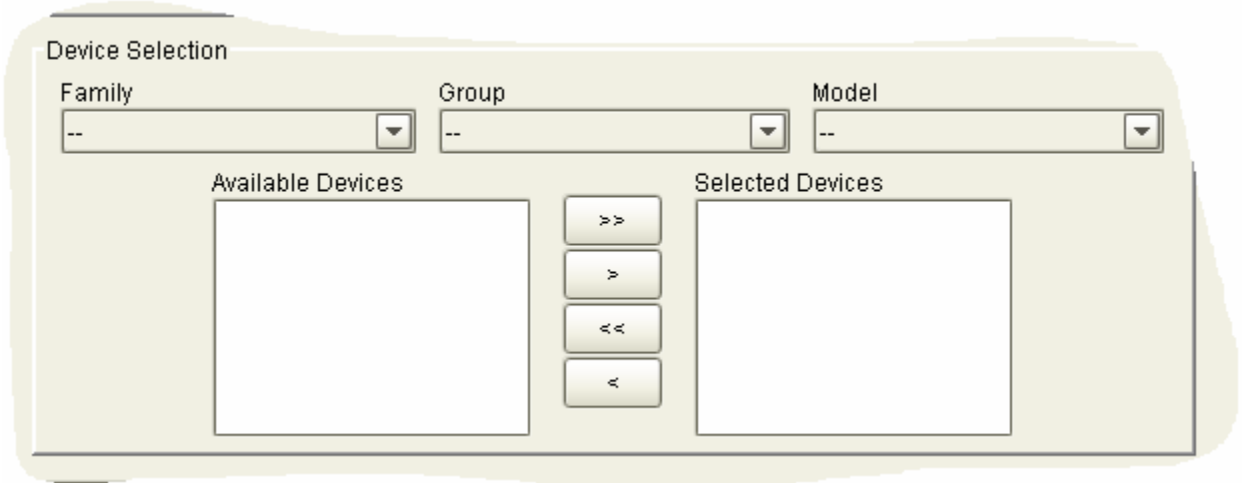 Device Selection
Family Group Model
-- -- --
Available Devices Selected Devices
>>
>
<<
<